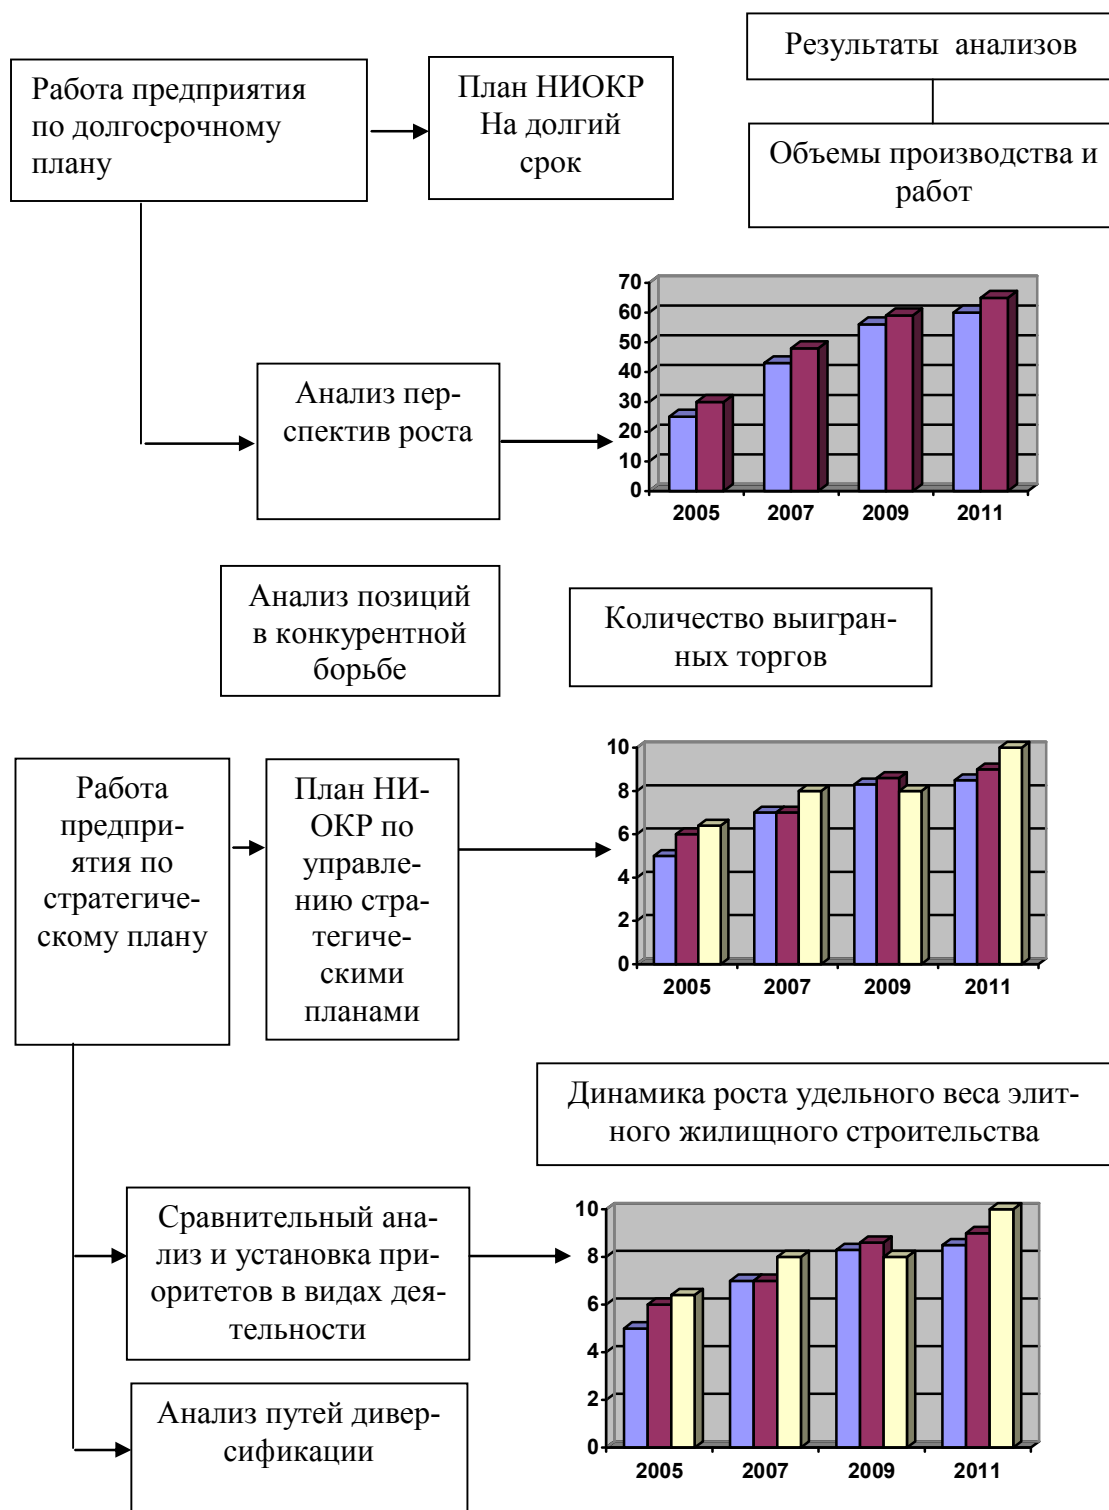 Результаты анализов
Работа предприятия
по долгосрочному
плану
План НИОКР
На долгий
срок
Объемы производства и
работ
70
60
50
40
30
20
10
0
2005 2007 2009 2011
Анализ пер-
спектив роста
Анализ позиций
в конкурентной
борьбе
Количество выигран-
ных торгов
Работа
предпри-
ятия по
стратегиче-
скому плану
План НИ-
ОКР по
управле-
нию стра-
тегиче-
скими
планами
10
8
6
4
2
0
2005 2007 2009 2011
Динамика роста удельного веса элит-
ного жилищного строительства
Сравнительный ана-
лиз и установка при-
оритетов в видах дея-
тельности
10
8
6
4
2
0
2005 2007 2009 2011
Анализ путей дивер-
сификации